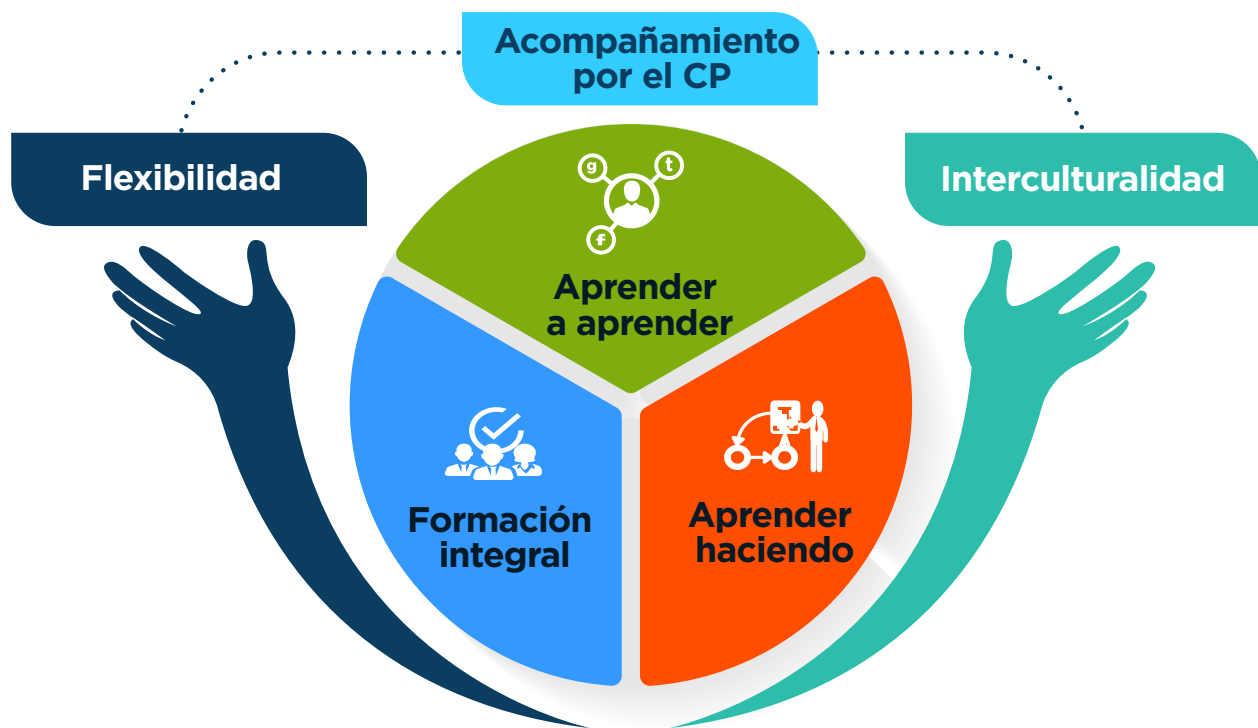 Acompañamiento
por el CP
Flexibilidad
Interculturalidad
g
t
f
Aprender
a aprender
Formación
integral
Aprender
haciendo